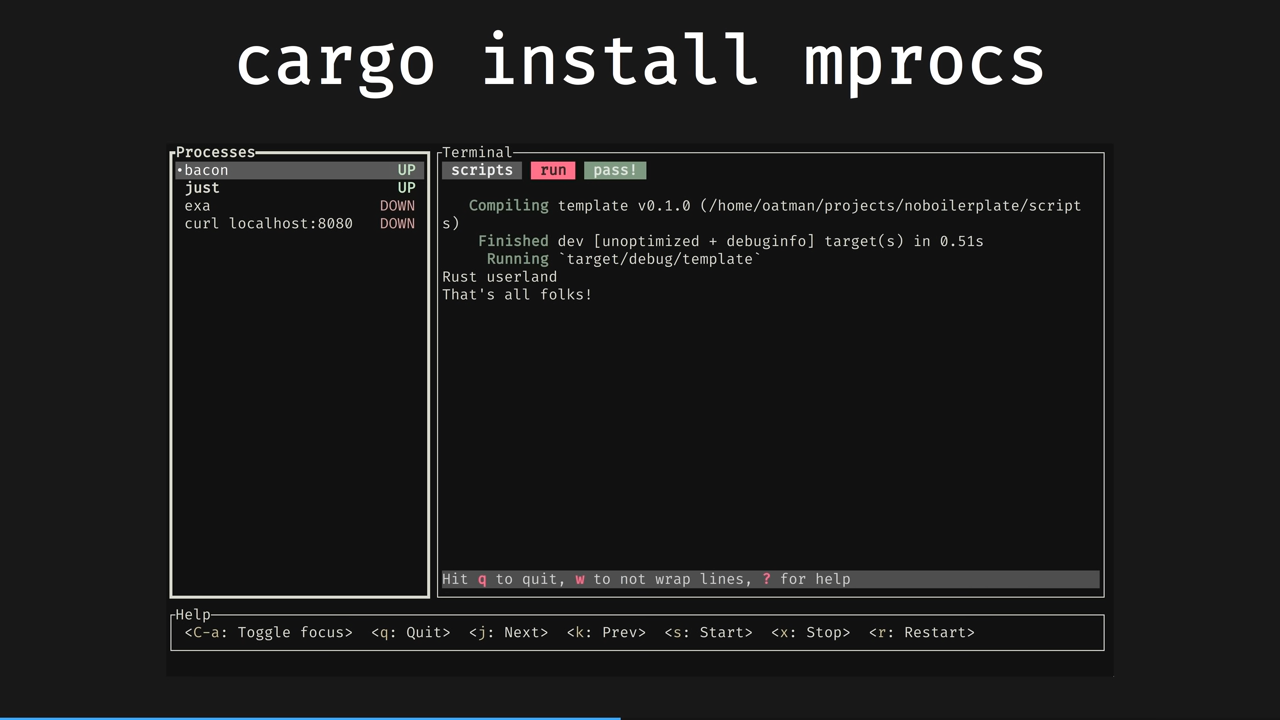 cargo install mprocs
Processes
•bacon UP
just UP
exa DOWN
curl localhost:8080 DOWN
Terminal
scripts run pass!
Compiling template v0.1.0 (/home/oatman/projects/noboilerplate/script
s)
Finished dev [unoptimized + debuginfo] target(s) in 0.51s
Running `target/debug/template`
Rust userland
That's all folks!
Hit q to quit, w to not wrap lines, ? for help
Help
<C-a: Toggle focus> <q: Quit> <j: Next> <k: Prev> <s: Start> <x: Stop> <r: Restart>